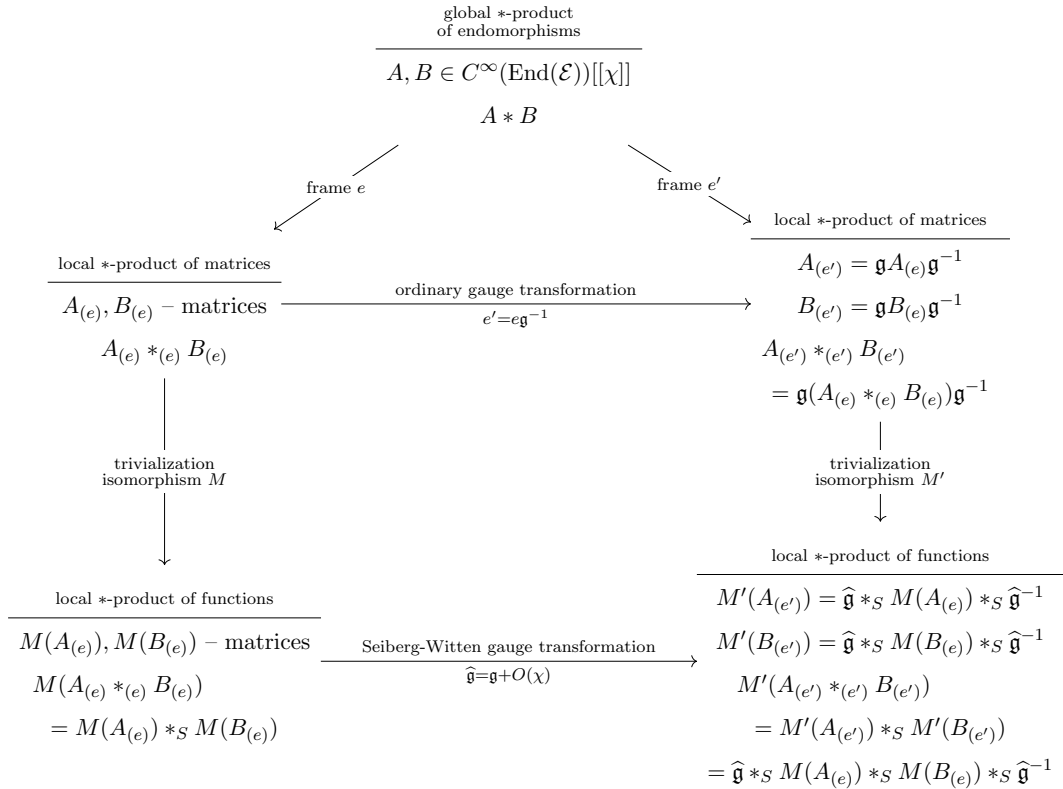 global ∗-product
of endomorphisms
A, B ∈ C^∞(End(ℰ))[[χ]]
A ∗ B
frame e
frame e′
local ∗-product of matrices
A_(e), B_(e) – matrices
A_(e) ∗_(e) B_(e)
ordinary gauge transformation
e′=e𝔤^−1
local ∗-product of matrices
A_(e′) = 𝔤A_(e)𝔤^−1
B_(e′) = 𝔤B_(e)𝔤^−1
A_(e′) ∗_(e′) B_(e′)
= 𝔤(A_(e) ∗_(e) B_(e))𝔤^−1
trivialization
isomorphism M
trivialization
isomorphism M′
local ∗-product of functions
M(A_(e)), M(B_(e)) – matrices
M(A_(e) ∗_(e) B_(e))
= M(A_(e)) ∗_S M(B_(e))
Seiberg-Witten gauge transformation
𝔤̂=𝔤+O(χ)
local ∗-product of functions
M′(A_(e′)) = 𝔤̂ ∗_S M(A_(e)) ∗_S 𝔤̂^−1
M′(B_(e′)) = 𝔤̂ ∗_S M(B_(e)) ∗_S 𝔤̂^−1
M′(A_(e′) ∗_(e′) B_(e′))
= M′(A_(e′)) ∗_S M′(B_(e′))
= 𝔤̂ ∗_S M(A_(e)) ∗_S M(B_(e)) ∗_S 𝔤̂^−1